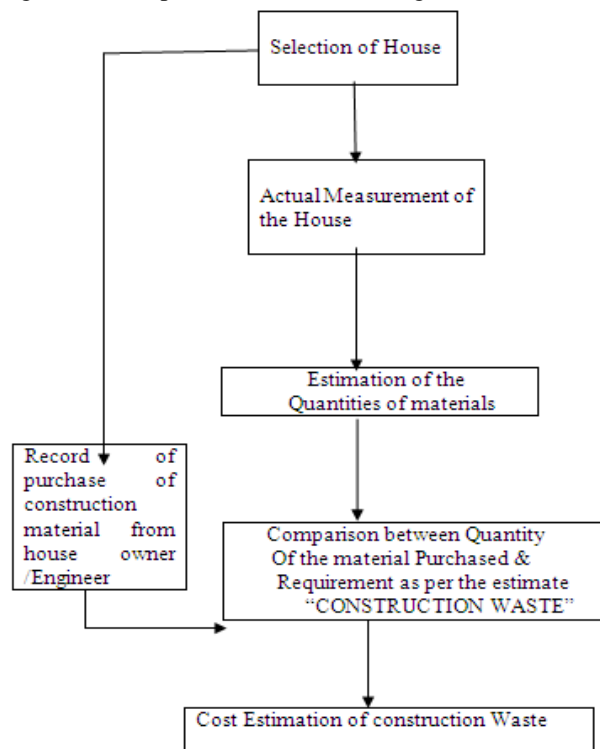 Selection of House
Actual Measurement of
the House
Estimation of the
Quantities of materials
Record of
purchase of
construction
material from
house owner
/Engineer
Comparison between Quantity
Of the material Purchased &
Requirement as per the estimate
“CONSTRUCTION WASTE”
Cost Estimation of construction Waste